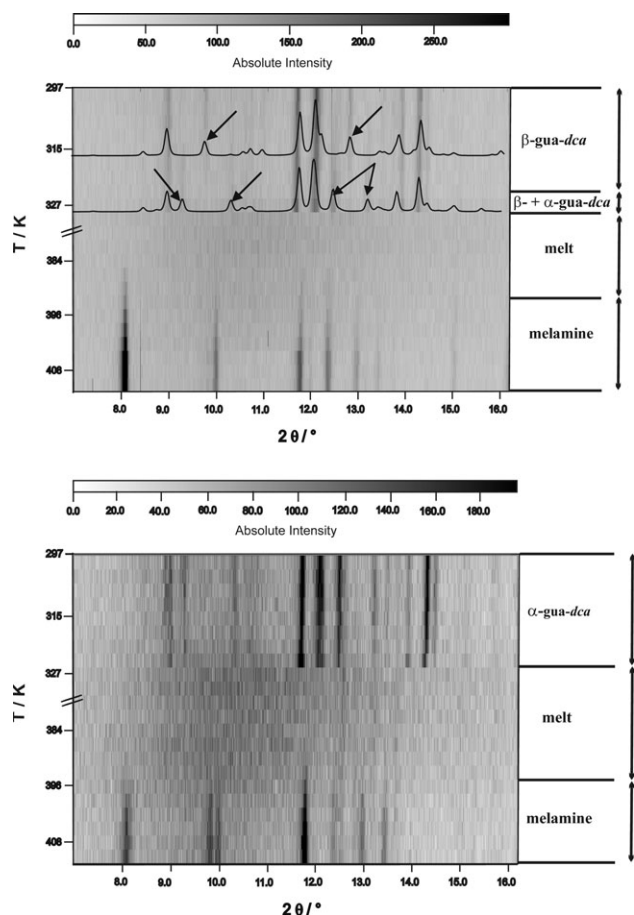 0.0 50.0 100.0 150.0 200.0 250.0
Absolute Intensity
297
315
327
384
396
408
T / K
β-gua-dca
β- + α-gua-dca
melt
melamine
8.0 9.0 10.0 11.0 12.0 13.0 14.0 15.0 16.0
2 θ / °
0.0 20.0 40.0 60.0 80.0 100.0 120.0 140.0 160.0 180.0
Absolute Intensity
297
315
327
384
396
408
T / K
α-gua-dca
melt
melamine
8.0 9.0 10.0 11.0 12.0 13.0 14.0 15.0 16.0
2 θ / °